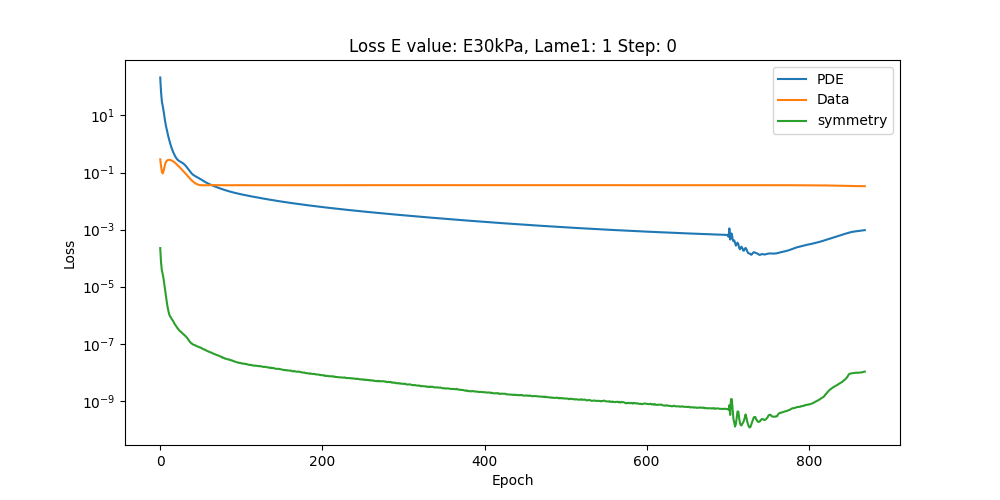 Loss E value: E30kPa, Lame1: 1 Step: 0
PDE
Data
symmetry
Loss
10^1
10^-1
10^-3
10^-5
10^-7
10^-9
0 200 400 600 800
Epoch